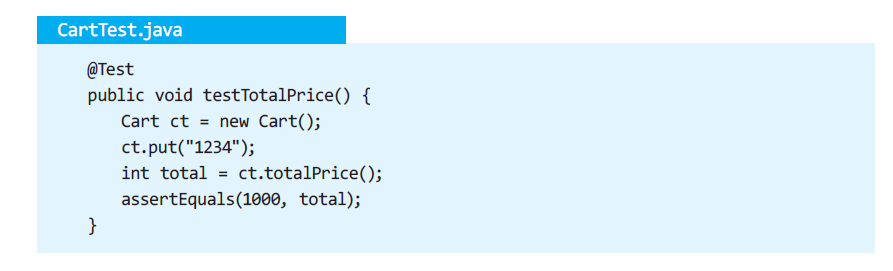 CartTest.java
@Test
public void testTotalPrice() {
Cart ct = new Cart();
ct.put("1234");
int total = ct.totalPrice();
assertEquals(1000, total);
}